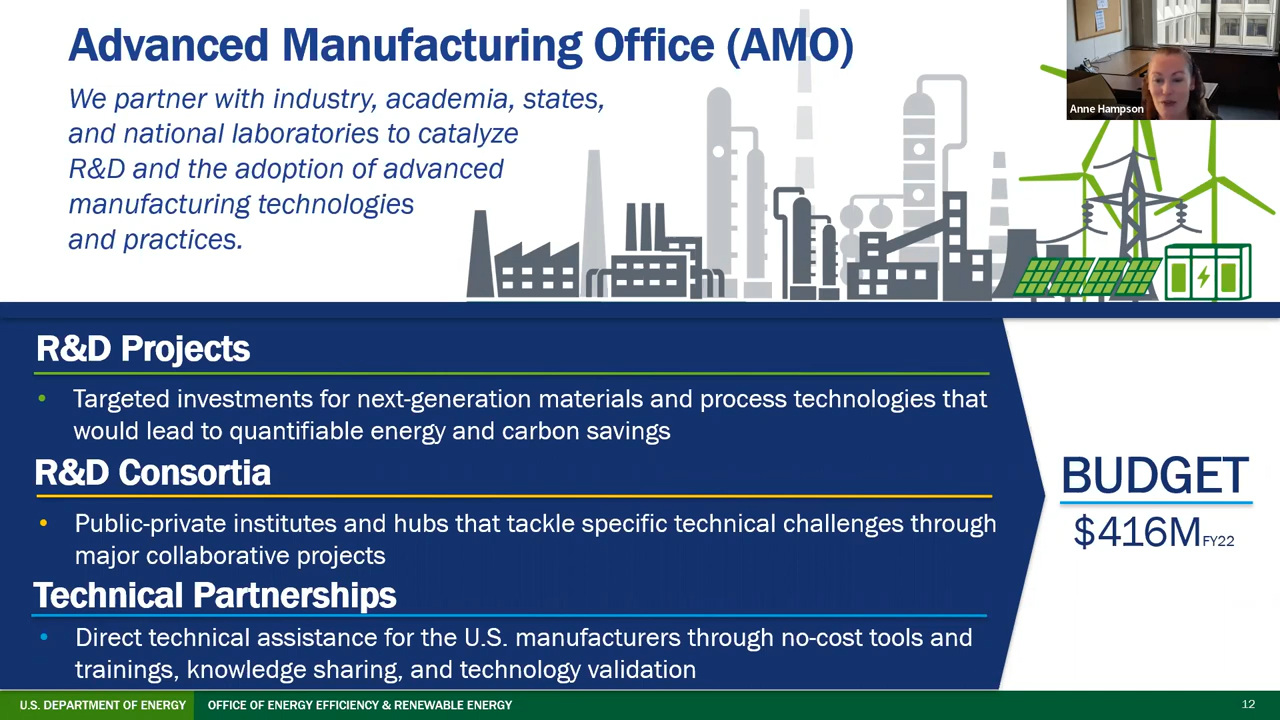 Advanced Manufacturing Office (AMO)
We partner with industry, academia, states,
and national laboratories to catalyze
R&D and the adoption of advanced
manufacturing technologies
and practices.
Anne Hampson
R&D Projects
• Targeted investments for next-generation materials and process technologies that
would lead to quantifiable energy and carbon savings
R&D Consortia
• Public-private institutes and hubs that tackle specific technical challenges through
major collaborative projects
Technical Partnerships
• Direct technical assistance for the U.S. manufacturers through no-cost tools and
trainings, knowledge sharing, and technology validation
BUDGET
$416M FY22
U.S. DEPARTMENT OF ENERGY OFFICE OF ENERGY EFFICIENCY & RENEWABLE ENERGY 12